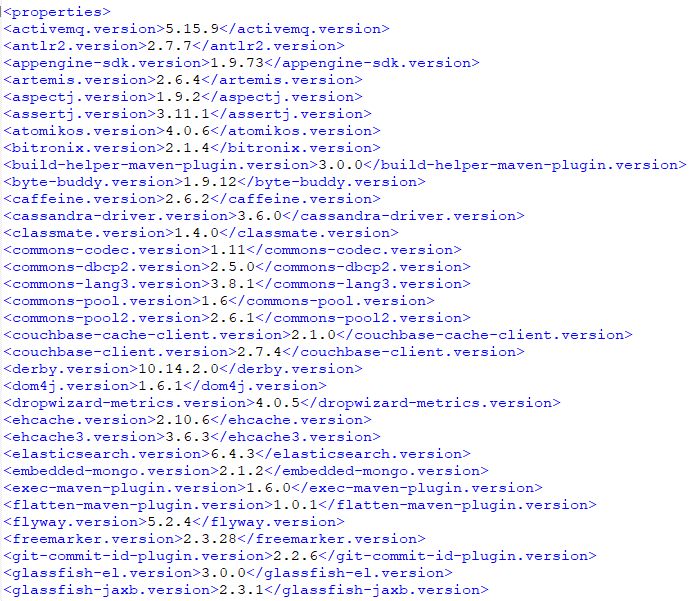 <properties>
<activemq.version>5.15.9</activemq.version>
<antlr2.version>2.7.7</antlr2.version>
<appengine-sdk.version>1.9.73</appengine-sdk.version>
<artemis.version>2.6.4</artemis.version>
<aspectj.version>1.9.2</aspectj.version>
<assertj.version>3.11.1</assertj.version>
<atomikos.version>4.0.6</atomikos.version>
<bitronix.version>2.1.4</bitronix.version>
<build-helper-maven-plugin.version>3.0.0</build-helper-maven-plugin.version>
<byte-buddy.version>1.9.12</byte-buddy.version>
<caffeine.version>2.6.2</caffeine.version>
<cassandra-driver.version>3.6.0</cassandra-driver.version>
<classmate.version>1.4.0</classmate.version>
<commons-codec.version>1.11</commons-codec.version>
<commons-dbcp2.version>2.5.0</commons-dbcp2.version>
<commons-lang3.version>3.8.1</commons-lang3.version>
<commons-pool.version>1.6</commons-pool.version>
<commons-pool2.version>2.6.1</commons-pool2.version>
<couchbase-cache-client.version>2.1.0</couchbase-cache-client.version>
<couchbase-client.version>2.7.4</couchbase-client.version>
<derby.version>10.14.2.0</derby.version>
<dom4j.version>1.6.1</dom4j.version>
<dropwizard-metrics.version>4.0.5</dropwizard-metrics.version>
<ehcache.version>2.10.6</ehcache.version>
<ehcache3.version>3.6.3</ehcache3.version>
<elasticsearch.version>6.4.3</elasticsearch.version>
<embedded-mongo.version>2.1.2</embedded-mongo.version>
<exec-maven-plugin.version>1.6.0</exec-maven-plugin.version>
<flatten-maven-plugin.version>1.0.1</flatten-maven-plugin.version>
<flyway.version>5.2.4</flyway.version>
<freemarker.version>2.3.28</freemarker.version>
<git-commit-id-plugin.version>2.2.6</git-commit-id-plugin.version>
<glassfish-el.version>3.0.0</glassfish-el.version>
<glassfish-jaxb.version>2.3.1</glassfish-jaxb.version>